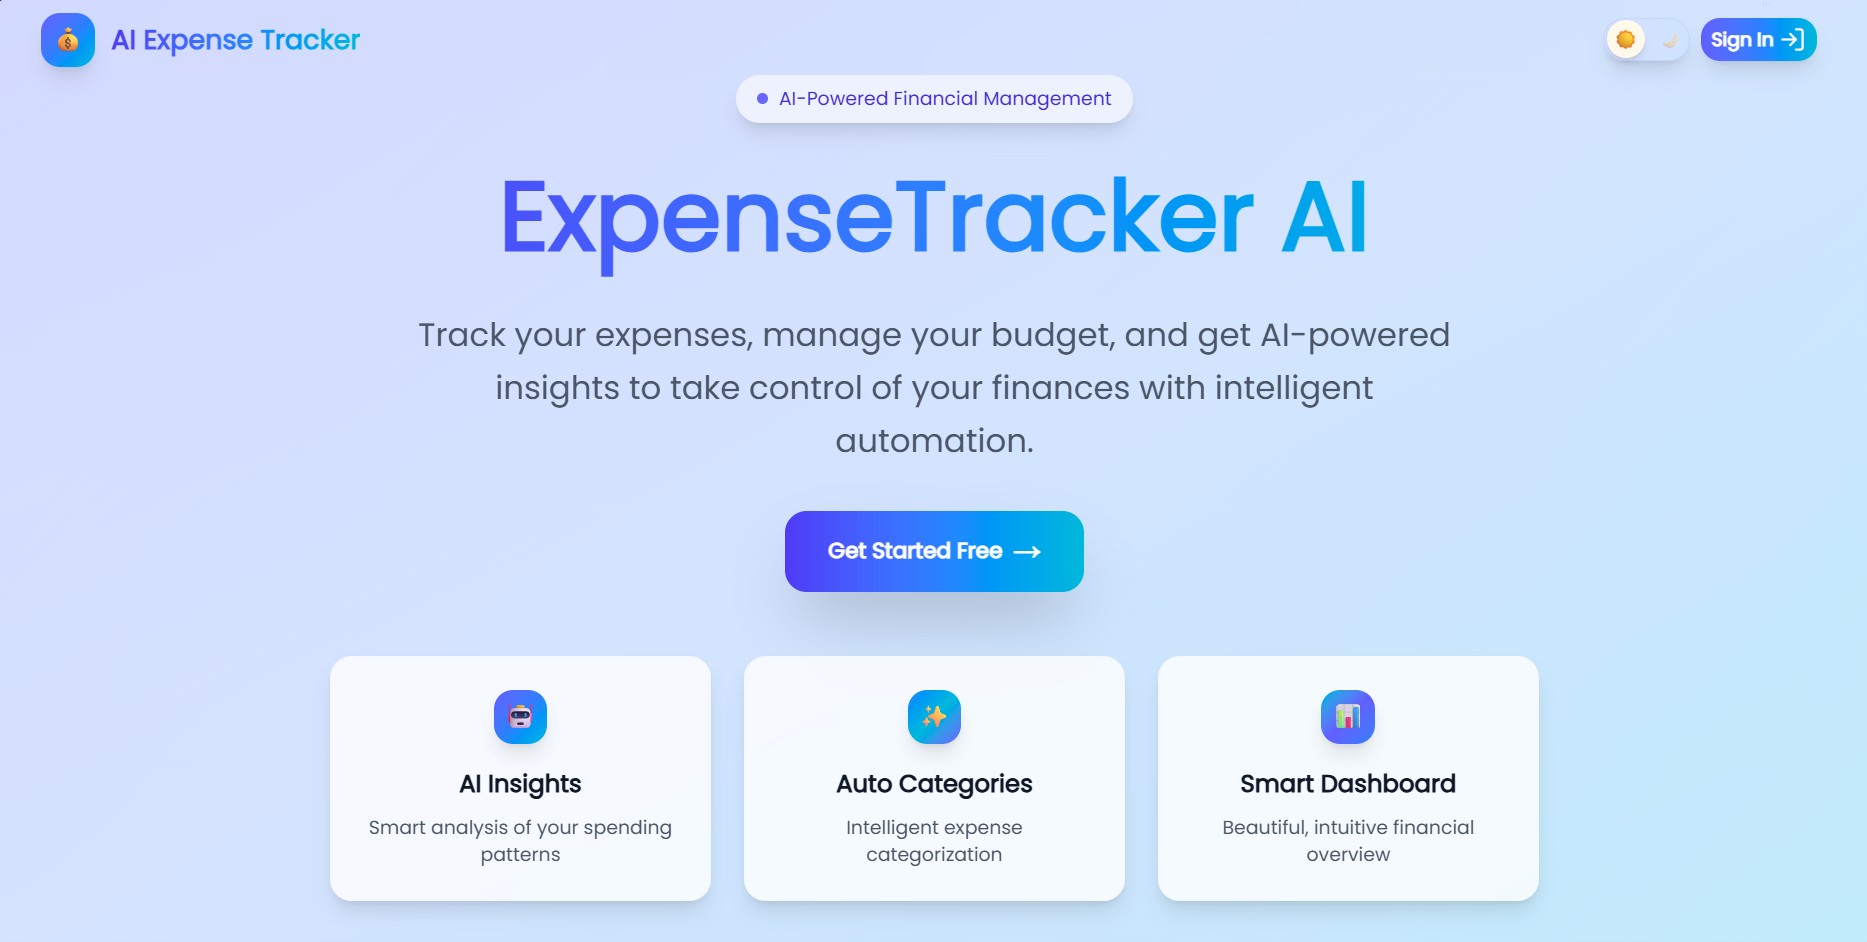 AI Expense Tracker
Sign In
AI-Powered Financial Management
ExpenseTracker AI
Track your expenses, manage your budget, and get AI-powered
insights to take control of your finances with intelligent
automation.
Get Started Free →
AI Insights
Smart analysis of your spending
patterns
Auto Categories
Intelligent expense
categorization
Smart Dashboard
Beautiful, intuitive financial
overview